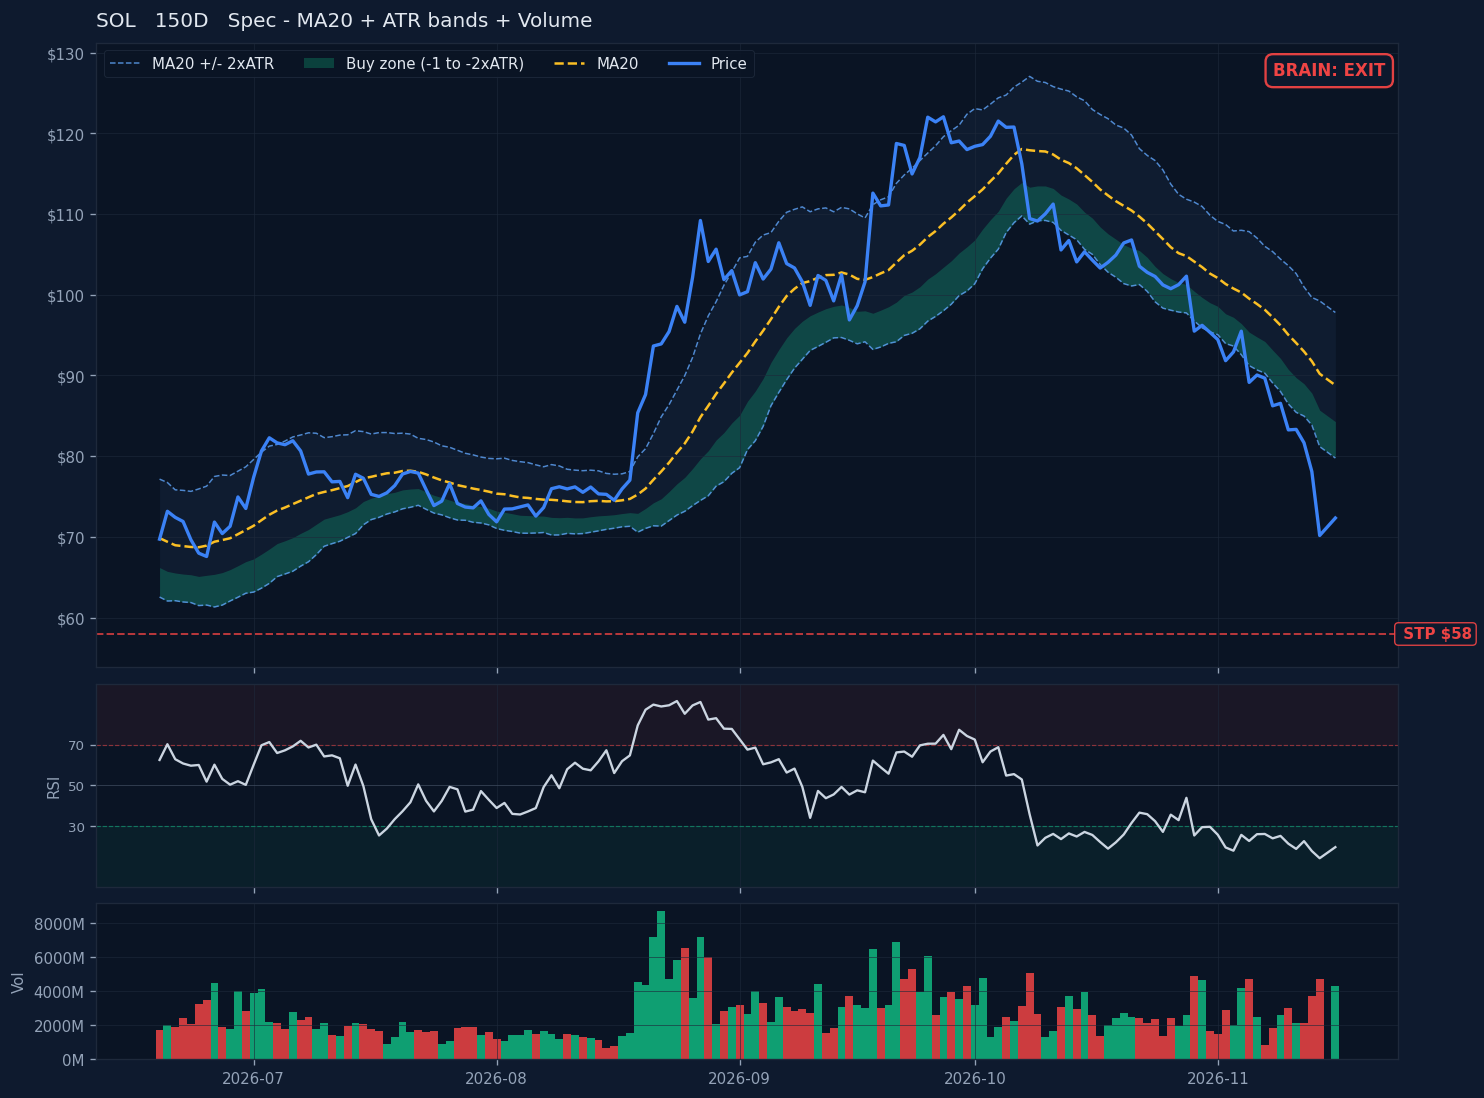 SOL   150D   Spec - MA20 + ATR bands + Volume
MA20 +/- 2xATR
Buy zone (-1 to -2xATR)
MA20
Price
BRAIN: EXIT
$130
$120
$110
$100
$90
$80
$70
$60
STP $58
RSI
70
50
30
Vol
8000M
6000M
4000M
2000M
0M
2026-07
2026-08
2026-09
2026-10
2026-11